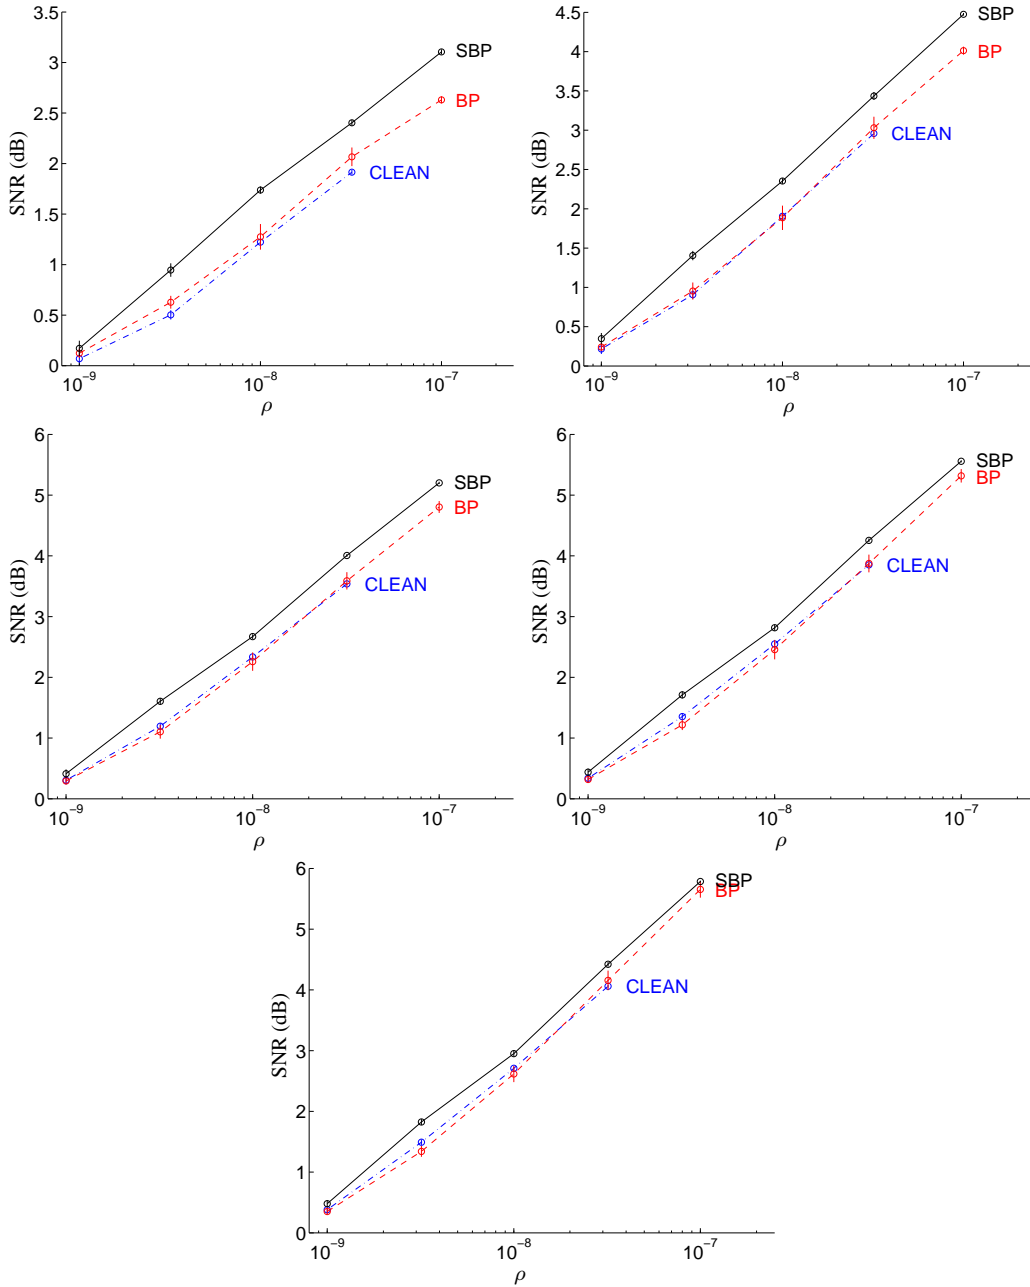 3.5
3
2.5
2
1.5
1
0.5
0
SNR (dB)
SBP
BP
CLEAN
10⁻⁹
10⁻⁸
10⁻⁷
ρ
4.5
4
3.5
3
2.5
2
1.5
1
0.5
0
SNR (dB)
SBP
BP
CLEAN
10⁻⁹
10⁻⁸
10⁻⁷
ρ
6
5
4
3
2
1
0
SNR (dB)
SBP
BP
CLEAN
10⁻⁹
10⁻⁸
10⁻⁷
ρ
6
5
4
3
2
1
0
SNR (dB)
SBP
BP
CLEAN
10⁻⁹
10⁻⁸
10⁻⁷
ρ
6
5
4
3
2
1
0
SNR (dB)
SBP
BP
CLEAN
10⁻⁹
10⁻⁸
10⁻⁷
ρ